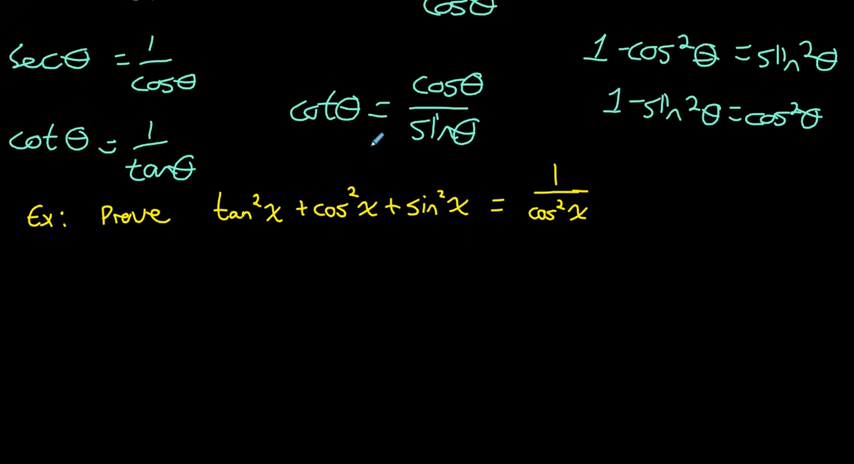 cosθ
secθ = 1/cosθ
cotθ = cosθ/sinθ
1-cos²θ = sin²θ
1-sin²θ = cos²θ
cotθ = 1/tanθ
Ex: Prove tan²x + cos²x + sin²x = 1/cos²x